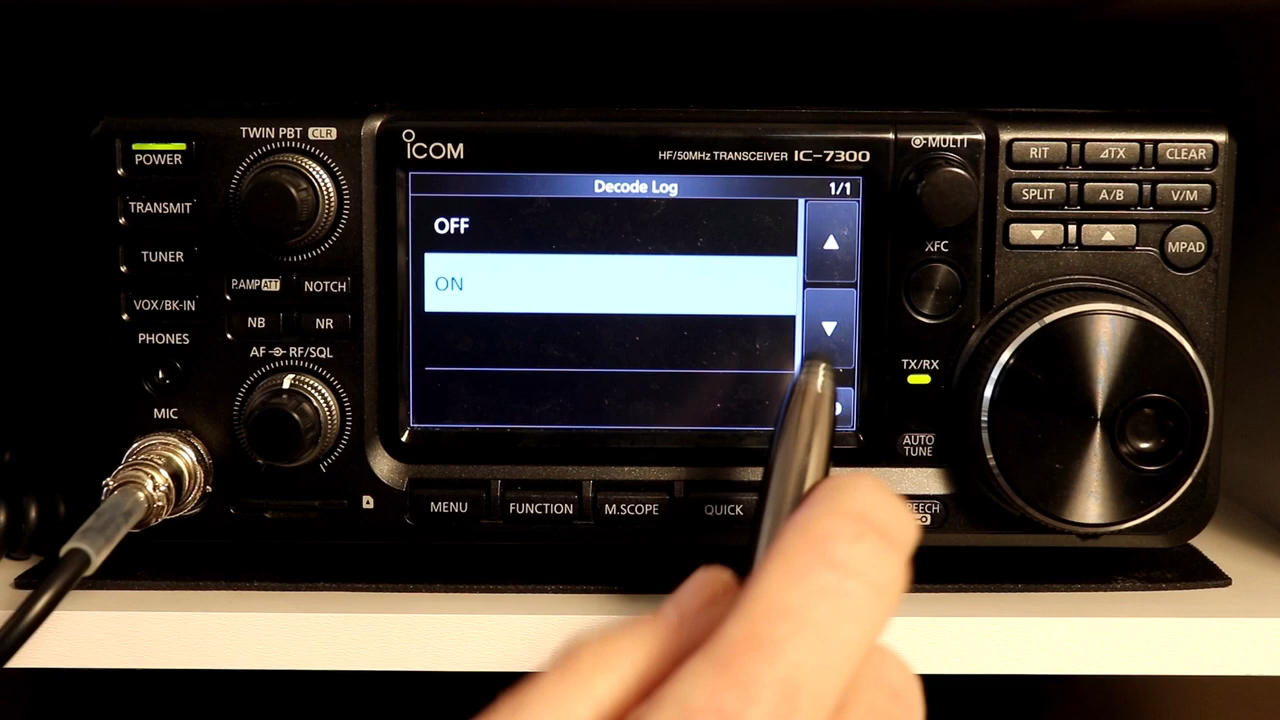 TWIN PBT CLR
POWER
TRANSMIT
TUNER
VOX/BK-IN
PHONES
MIC
P.AMP ATT
NOTCH
NB
NR
AF RF/SQL
ICOM
HF/50MHz TRANSCEIVER IC-7300
Decode Log 1/1
OFF
ON
MENU
FUNCTION
M.SCOPE
QUICK
MULTI
XFC
TX/RX
AUTO
TUNE
PEECH
RIT
⊿TX
CLEAR
SPLIT
A/B
V/M
MPAD